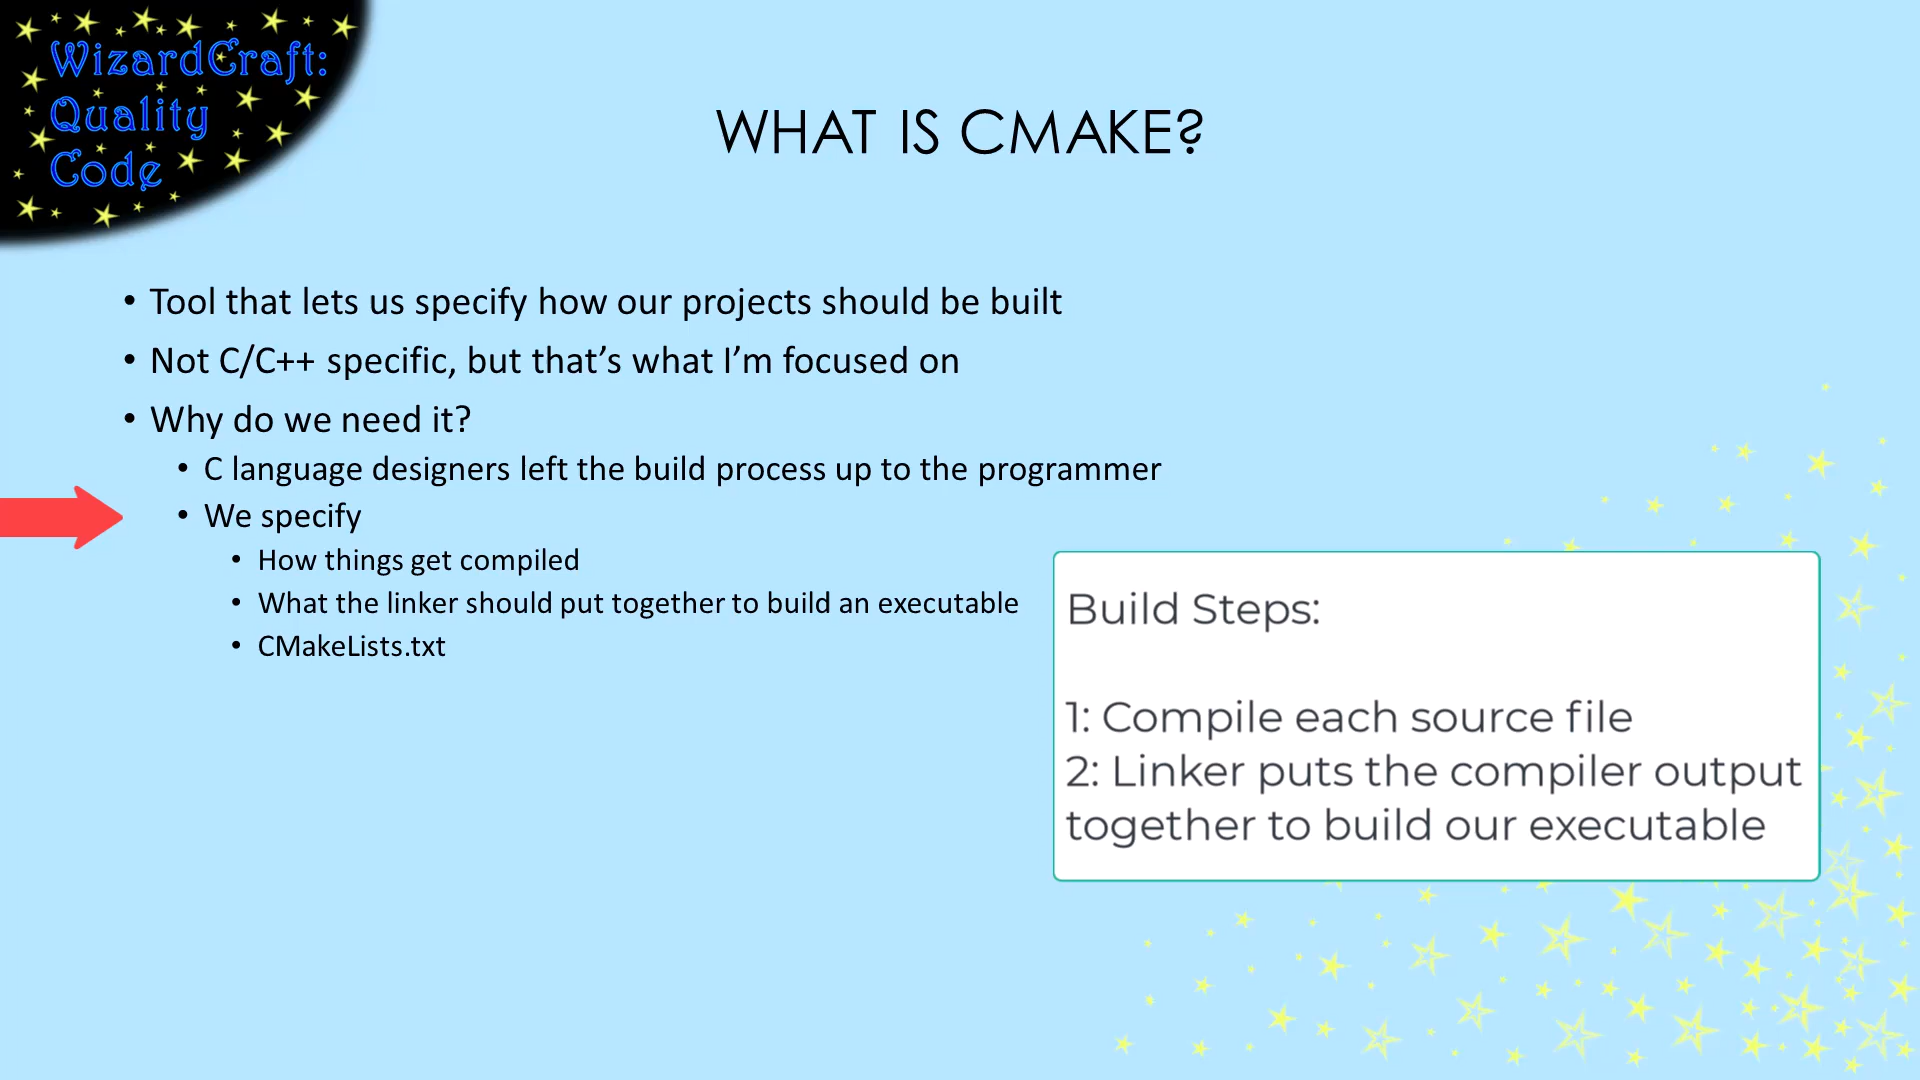 WizardCraft:
Quality
Code
WHAT IS CMAKE?
• Tool that lets us specify how our projects should be built
• Not C/C++ specific, but that’s what I’m focused on
• Why do we need it?
• C language designers left the build process up to the programmer
• We specify
• How things get compiled
• What the linker should put together to build an executable
• CMakeLists.txt
Build Steps:
1: Compile each source file
2: Linker puts the compiler output
together to build our executable